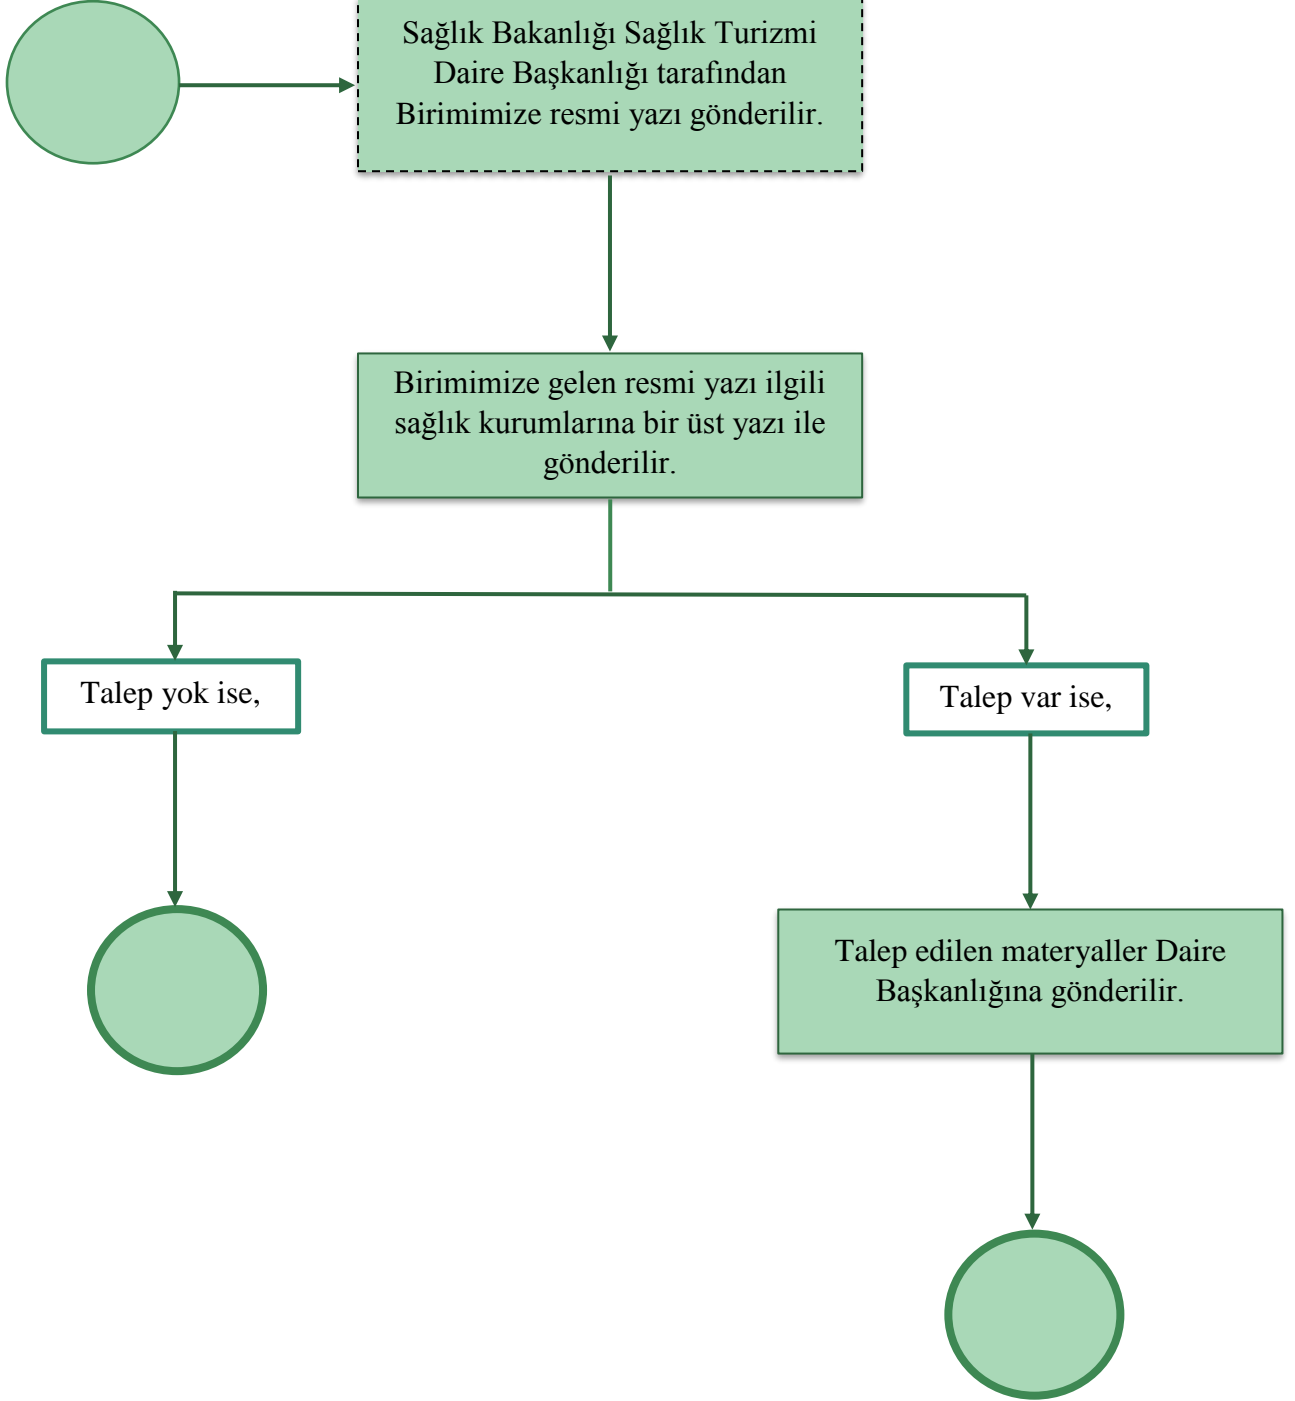 Sağlık Bakanlığı Sağlık Turizmi
Daire Başkanlığı tarafından
Birimimize resmi yazı gönderilir.
Birimimize gelen resmi yazı ilgili
sağlık kurumlarına bir üst yazı ile
gönderilir.
Talep yok ise,
Talep var ise,
Talep edilen materyaller Daire
Başkanlığına gönderilir.